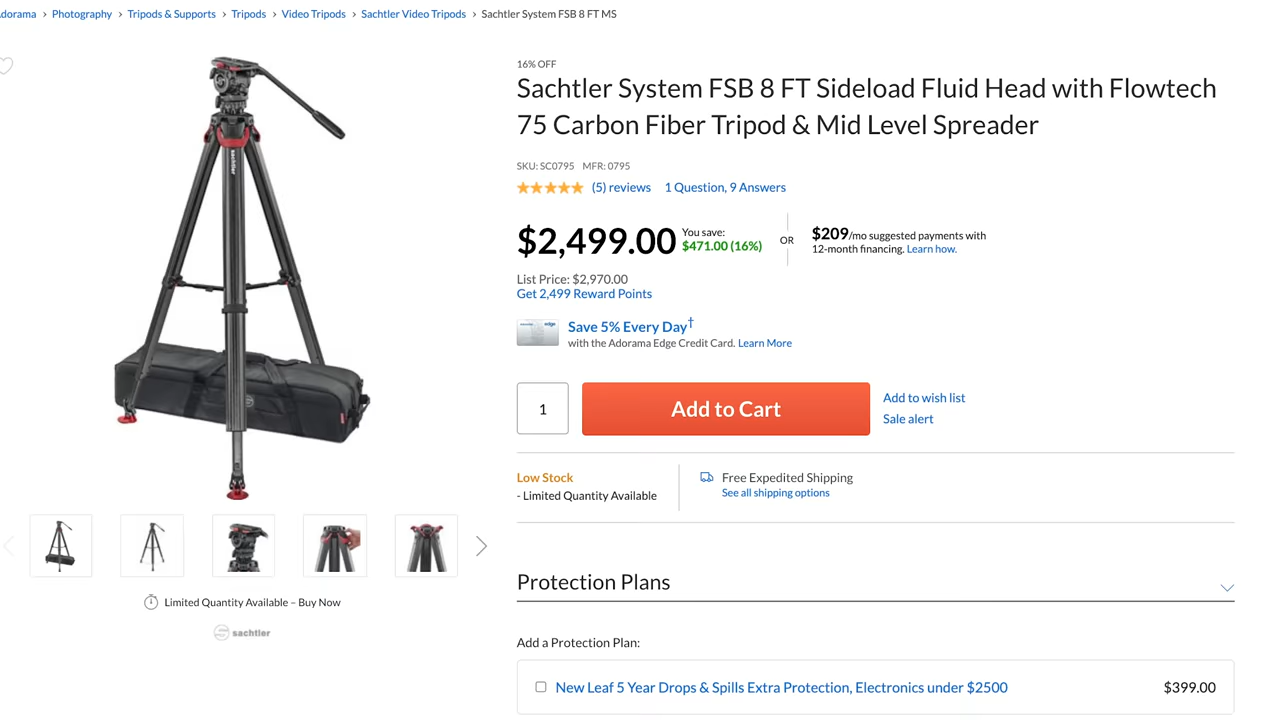 dorama > Photography > Tripods & Supports > Tripods > Video Tripods > Sachtler Video Tripods > Sachtler System FSB 8 FT MS
16% OFF
Sachtler System FSB 8 FT Sideload Fluid Head with Flowtech
75 Carbon Fiber Tripod & Mid Level Spreader
SKU: SC0795 MFR: 0795
(5) reviews 1 Question, 9 Answers
$2,499.00
You save:
$471.00 (16%)
OR
$209/mo suggested payments with
12-month financing. Learn how.
List Price: $2,970.00
Get 2,499 Reward Points
Save 5% Every Day†
with the Adorama Edge Credit Card. Learn More
1
Add to Cart
Add to wish list
Sale alert
Low Stock
- Limited Quantity Available
Free Expedited Shipping
See all shipping options
sachtler
Limited Quantity Available – Buy Now
sachtler
Protection Plans
Add a Protection Plan:
New Leaf 5 Year Drops & Spills Extra Protection, Electronics under $2500 $399.00